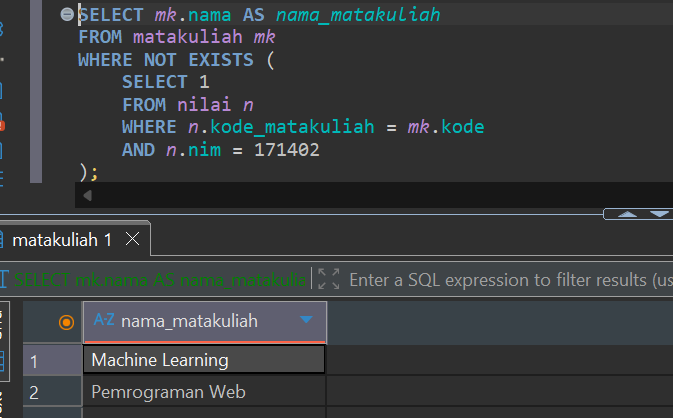 SELECT mk.nama AS nama_matakuliah
FROM matakuliah mk
WHERE NOT EXISTS (
SELECT 1
FROM nilai n
WHERE n.kode_matkuliah = mk.kode
AND n.nim = 171402
);
matakuliah 1
SELECT mk.nama AS nama_matakulia
Enter a SQL expression to filter results (us
A-Z nama_matakuliah
1 Machine Learning
2 Pemrograman Web